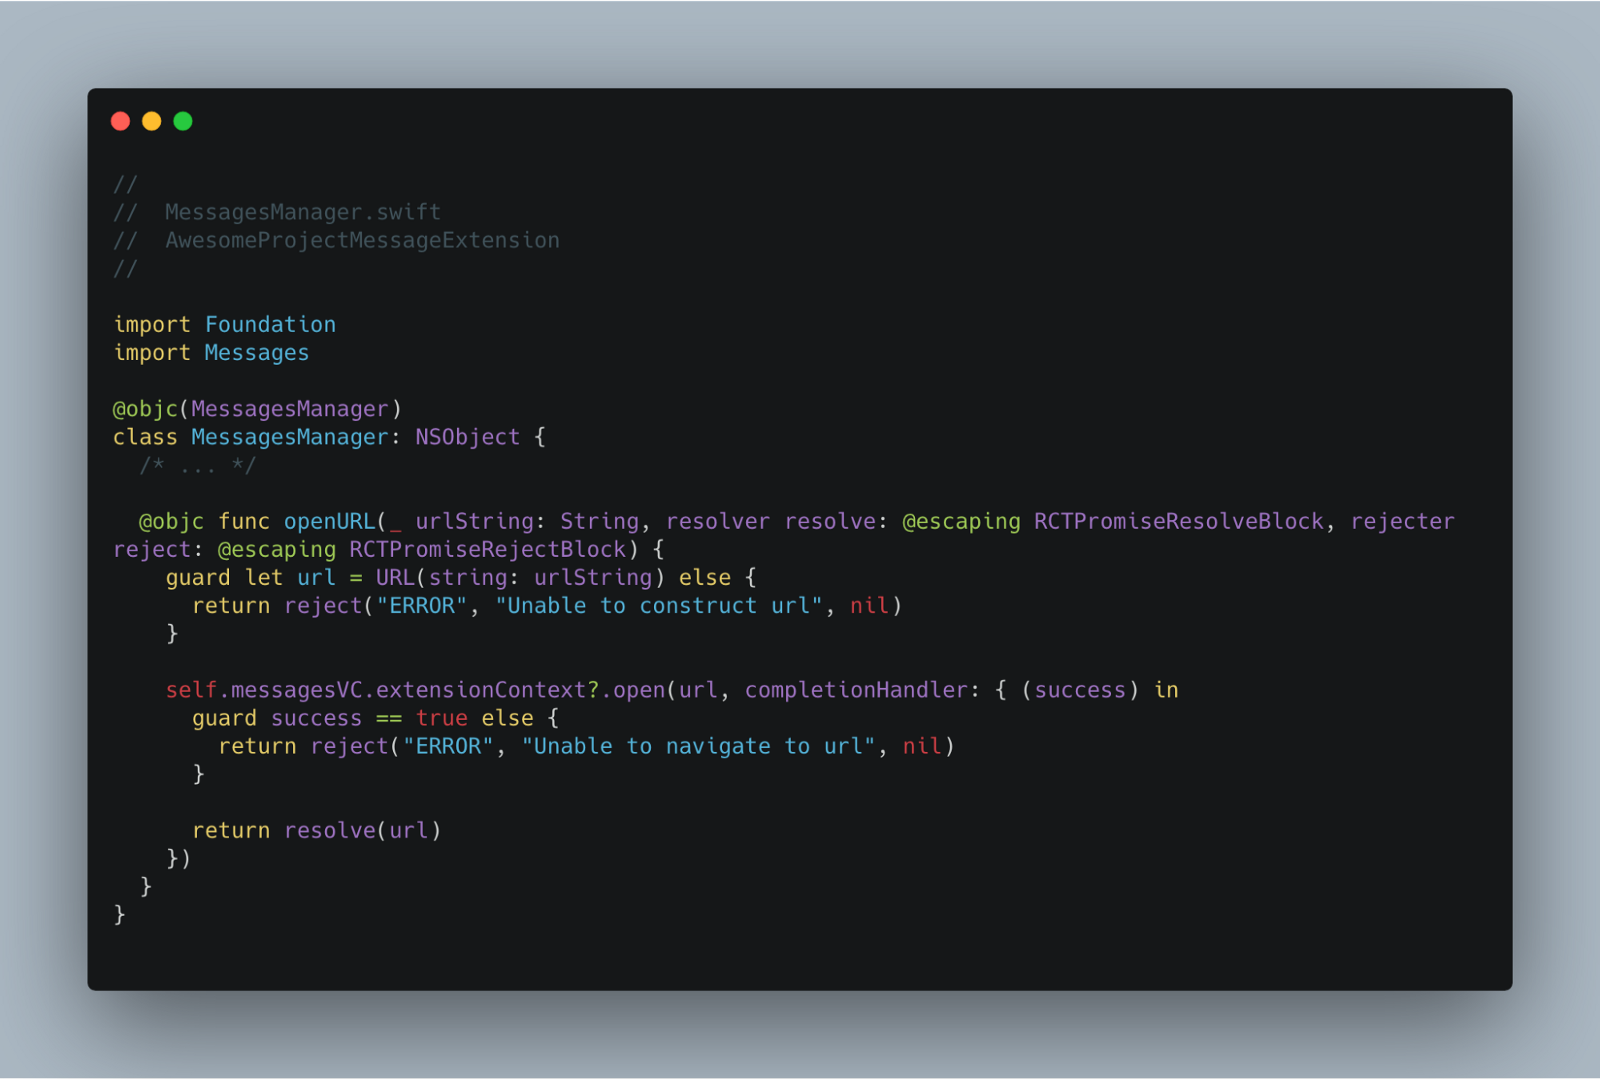 //
//  MessagesManager.swift
//  AwesomeProjectMessageExtension
//
import Foundation
import Messages
@objc(MessagesManager)
class MessagesManager: NSObject {
  /* ... */
  @objc func openURL(_ urlString: String, resolver resolve: @escaping RCTPromiseResolveBlock, rejecter
reject: @escaping RCTPromiseRejectBlock) {
    guard let url = URL(string: urlString) else {
      return reject("ERROR", "Unable to construct url", nil)
    }
    self.messagesVC.extensionContext?.open(url, completionHandler: { (success) in
      guard success == true else {
        return reject("ERROR", "Unable to navigate to url", nil)
      }
      return resolve(url)
    })
  }
}